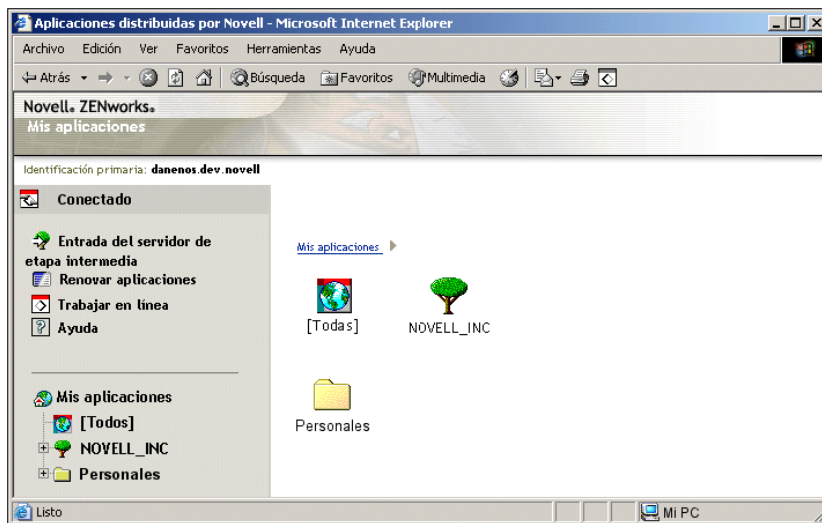 Aplicaciones distribuidas por Novell - Microsoft Internet Explorer
Archivo Edición Ver Favoritos Herramientas Ayuda
Atrás Búsqueda Favoritos Multimedia
Novell® ZENworks®
Mis aplicaciones
Identificación primaria: danenos.dev.novell
Conectado
Entrada del servidor de
etapa intermedia
Renovar aplicaciones
Trabajar en línea
Ayuda
Mis aplicaciones
[Todos]
NOVELL_INC
Personales
Mis aplicaciones
[Todas]
NOVELL_INC
Personales
Listo
Mi PC